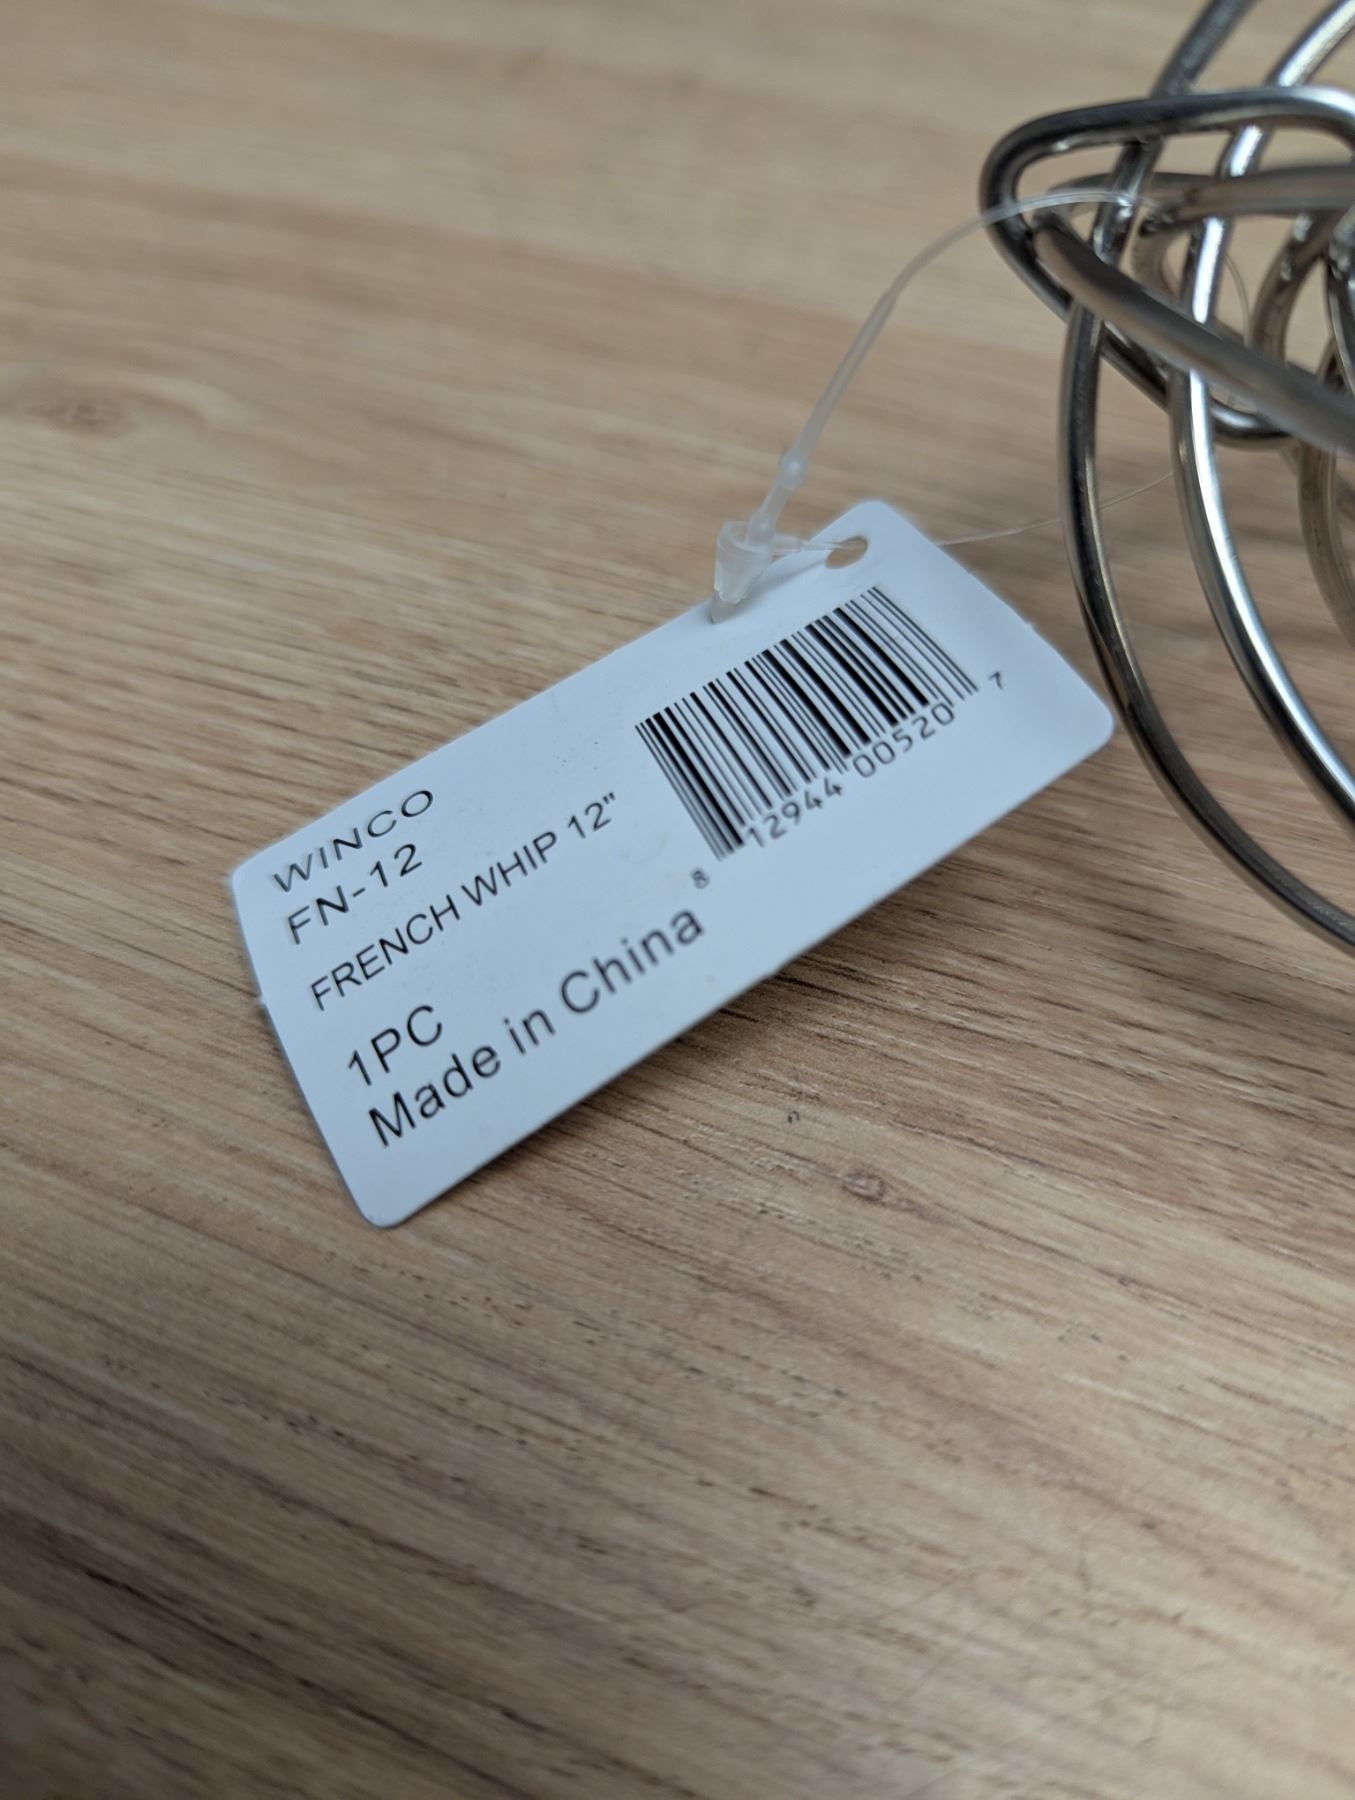 WINCO
FN-12
FRENCH WHIP 12"
1PC
Made in China
8 12944 00520 7